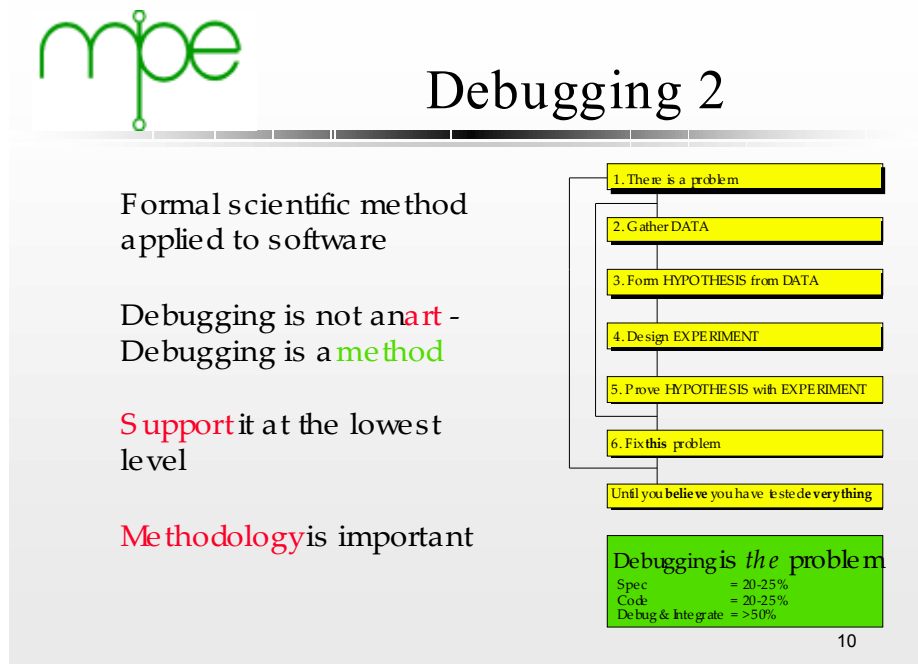 mpe
Debugging 2
Formal scientific method
applied to software
Debugging is not an art -
Debugging is a method
Support it at the lowest
level
Methodology is important
1. There is a problem
2. Gather DATA
3. Form HYPOTHESIS from DATA
4. Design EXPERIMENT
5. Prove HYPOTHESIS with EXPERIMENT
6. Fix this problem
Until you believe you have tested everything
Debugging is the problem
Spec = 20-25%
Code = 20-25%
Debug & Integrate = >50%
10